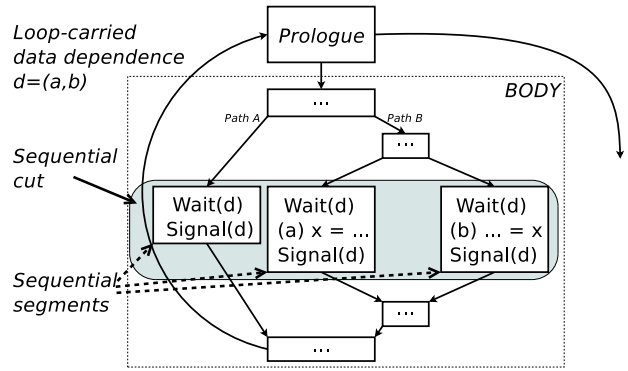 Loop-carried
data dependence
d=(a,b)
Prologue
BODY
...
Path A
Path B
...
Sequential
cut
Wait(d)
Signal(d)
Wait(d)
(a) x = ...
Signal(d)
Wait(d)
(b) ... = x
Signal(d)
Sequential
segments
...
...